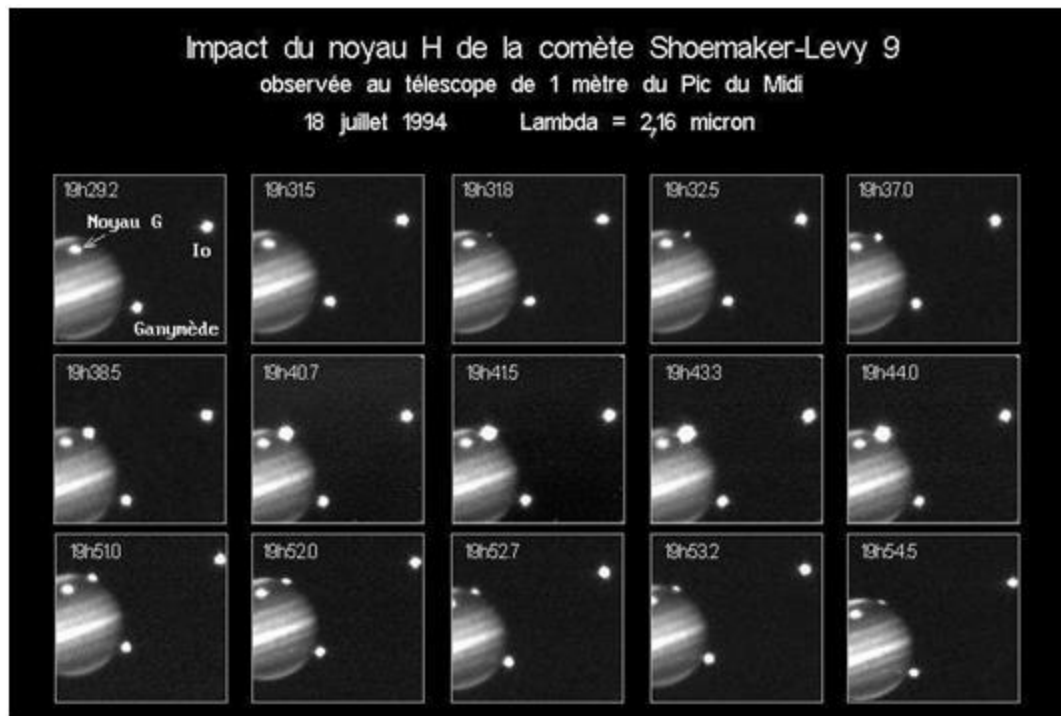 Impact du noyau H de la comète Shoemaker-Levy 9
observée au télescope de 1 mètre du Pic du Midi
18 juillet 1994 Lambda = 2,16 micron
19h29.2
Noyau G
Io
Ganymède
19h31.5
19h31.8
19h32.5
19h37.0
19h38.5
19h40.7
19h41.5
19h43.3
19h44.0
19h51.0
19h52.0
19h52.7
19h53.2
19h54.5